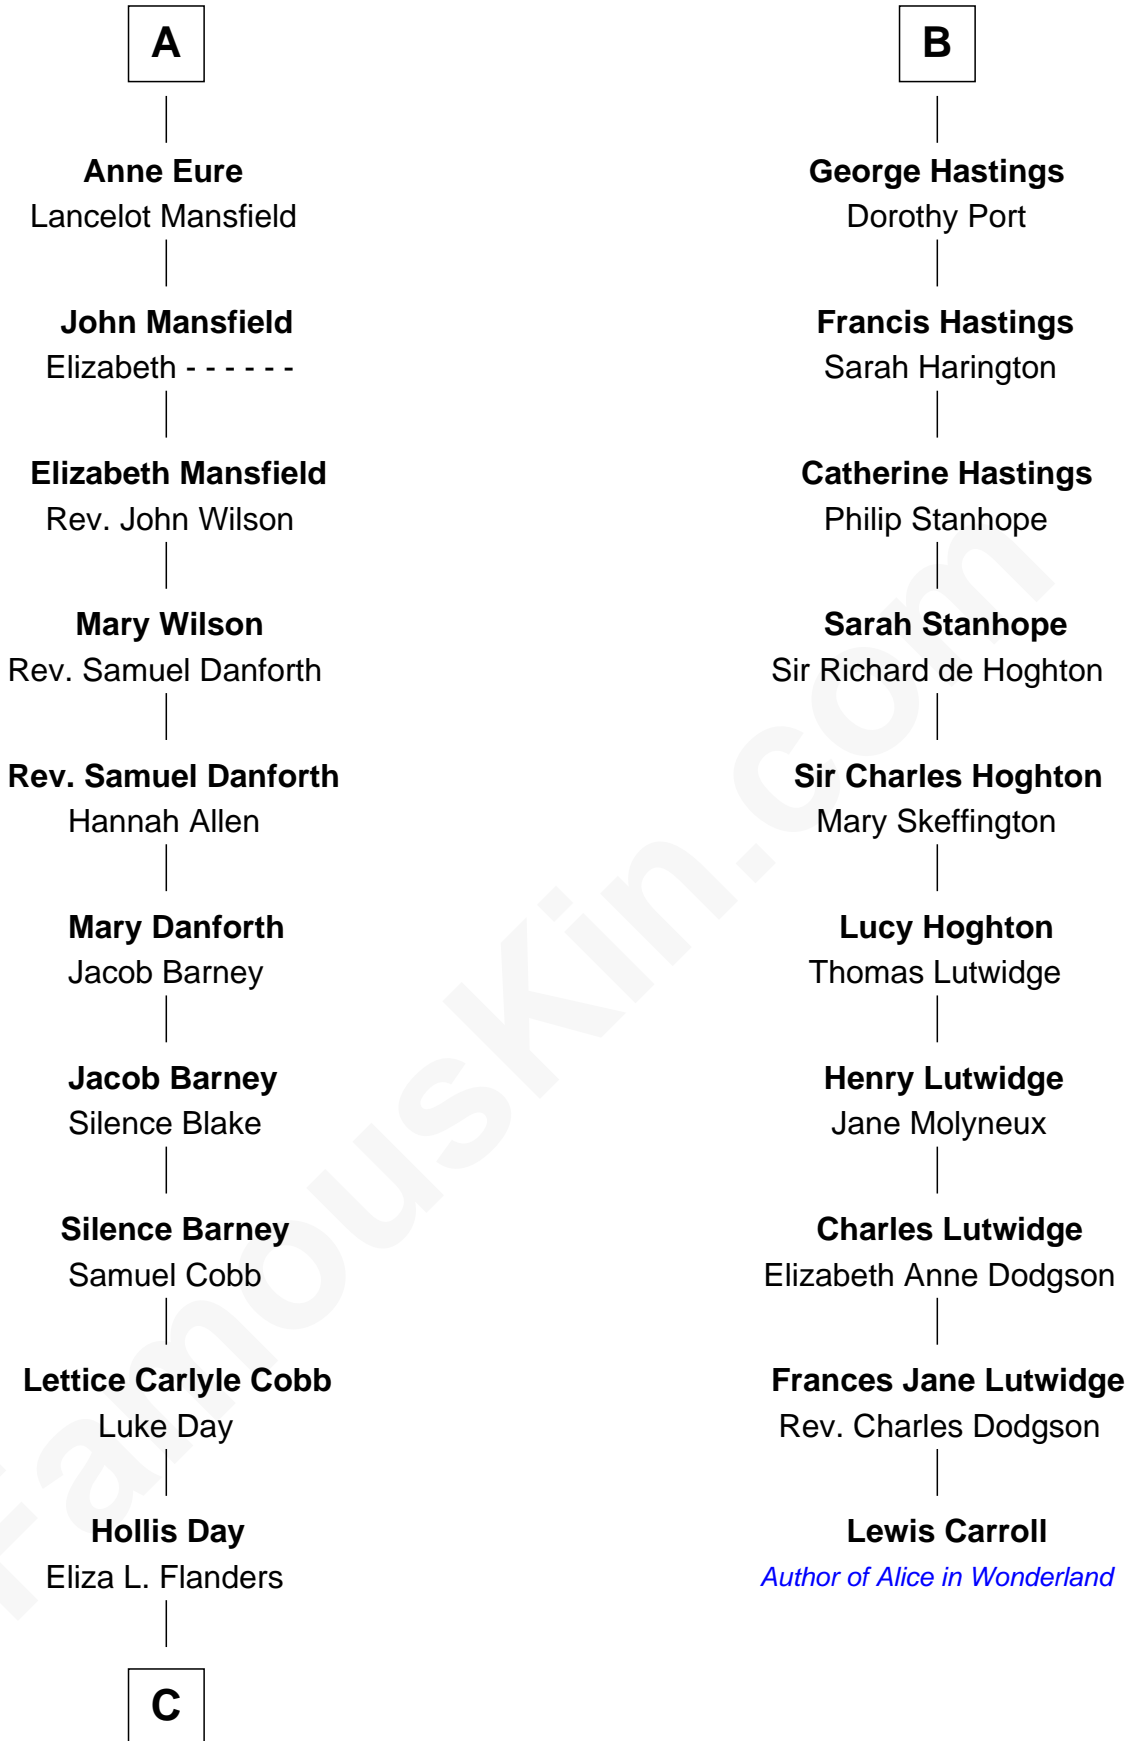 A
Anne Eure
Lancelot Mansfield
John Mansfield
Elizabeth - - - - - -
Elizabeth Mansfield
Rev. John Wilson
Mary Wilson
Rev. Samuel Danforth
Rev. Samuel Danforth
Hannah Allen
Mary Danforth
Jacob Barney
Jacob Barney
Silence Blake
Silence Barney
Samuel Cobb
Lettice Carlyle Cobb
Luke Day
Hollis Day
Eliza L. Flanders
C
B
George Hastings
Dorothy Port
Francis Hastings
Sarah Harington
Catherine Hastings
Philip Stanhope
Sarah Stanhope
Sir Richard de Hoghton
Sir Charles Hoghton
Mary Skeffington
Lucy Hoghton
Thomas Lutwidge
Henry Lutwidge
Jane Molyneux
Charles Lutwidge
Elizabeth Anne Dodgson
Frances Jane Lutwidge
Rev. Charles Dodgson
Lewis Carroll
Author of Alice in Wonderland
FamousKin.com